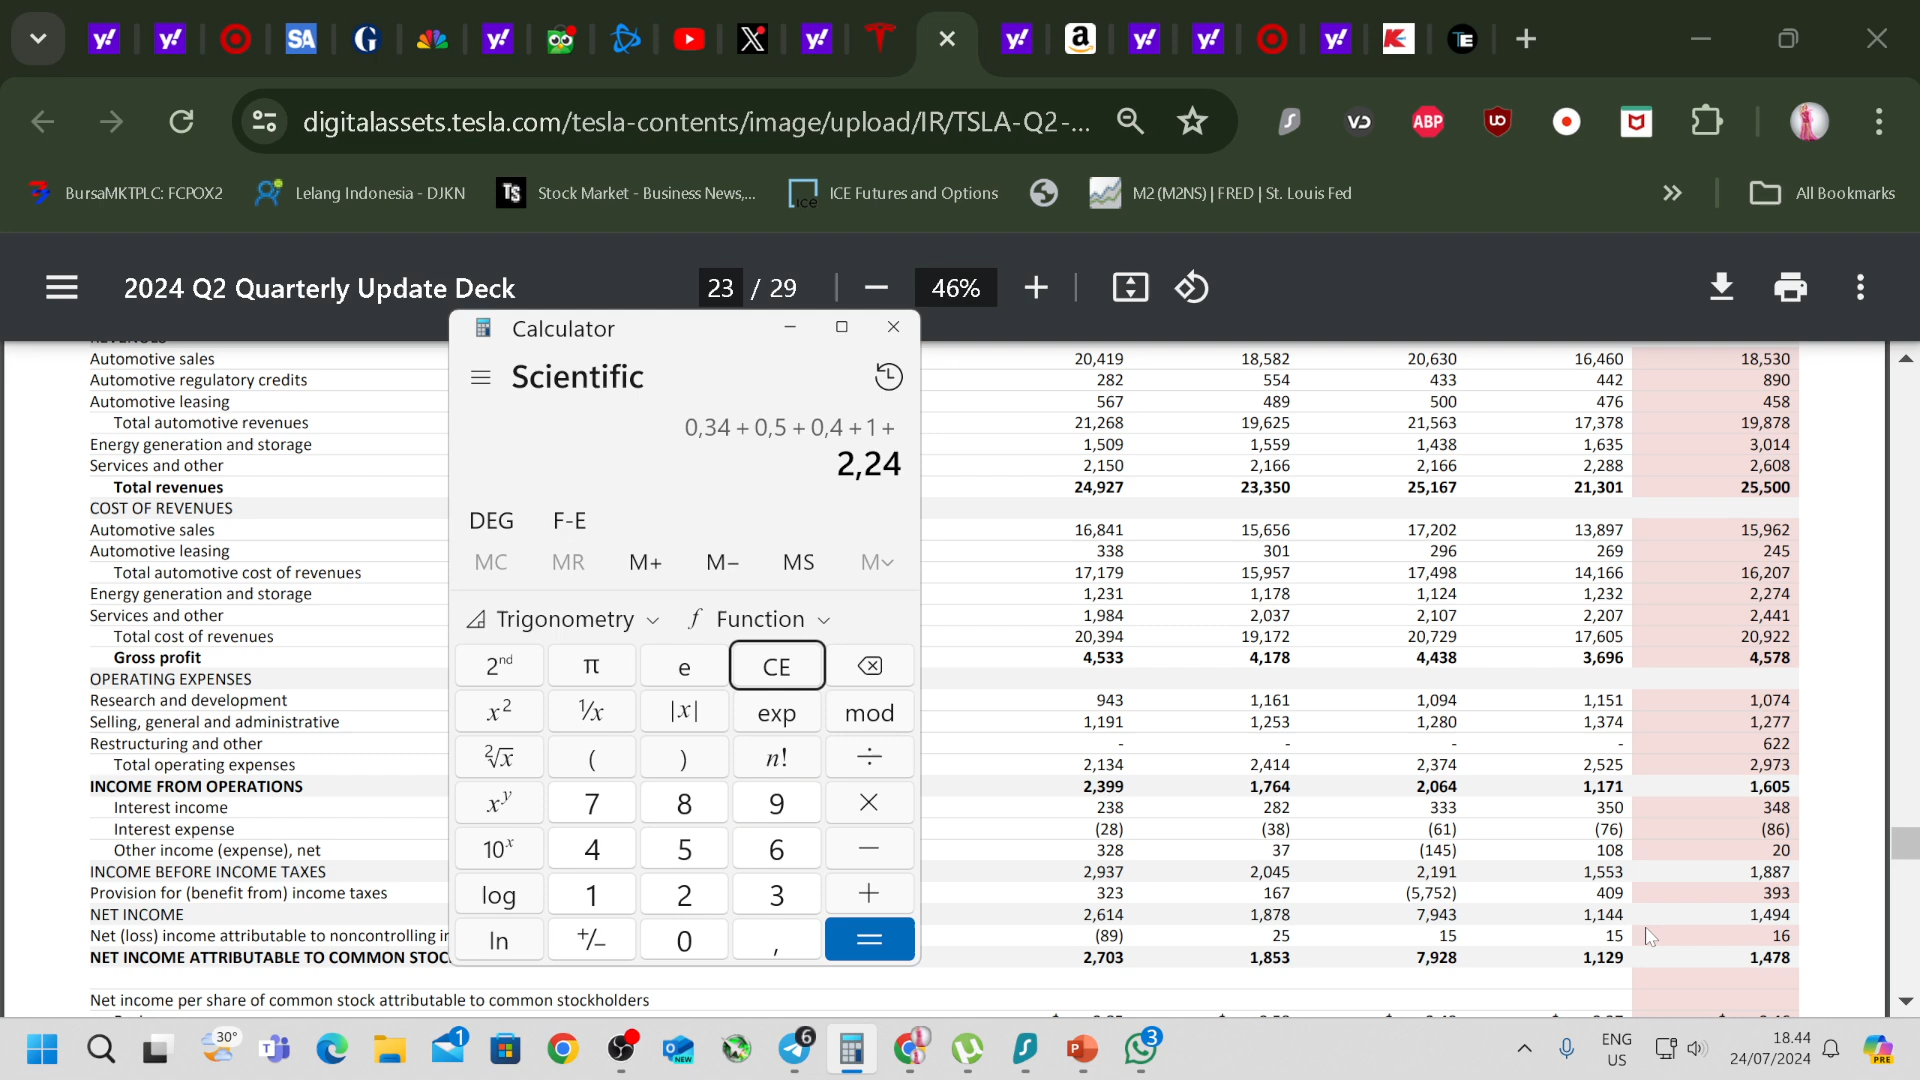 digitalassets.tesla.com/tesla-contents/image/upload/IR/TSLA-Q2-...
BursaMKTPLC: FCPOX2
Lelang Indonesia - DJKN
Stock Market - Business News,...
ICE Futures and Options
M2 (M2NS) | FRED | St. Louis Fed
All Bookmarks
2024 Q2 Quarterly Update Deck
23 / 29
46%
Calculator
Scientific
0,34 + 0,5 + 0,4 + 1 +
2,24
DEG F-E
MC MR M+ M− MS M
Trigonometry f Function
2nd π e CE
x2 1/x |x| exp mod
2√x ( ) n! ÷
xy 7 8 9 ×
10x 4 5 6 −
log 1 2 3 +
ln +/− 0 , =
Automotive sales 20,419 18,582 20,630 16,460 18,530
Automotive regulatory credits 282 554 433 442 890
Automotive leasing 567 489 500 476 458
Total automotive revenues 21,268 19,625 21,563 17,378 19,878
Energy generation and storage 1,509 1,559 1,438 1,635 3,014
Services and other 2,150 2,166 2,166 2,288 2,608
Total revenues 24,927 23,350 25,167 21,301 25,500
COST OF REVENUES
Automotive sales 16,841 15,656 17,202 13,897 15,962
Automotive leasing 338 301 296 269 245
Total automotive cost of revenues 17,179 15,957 17,498 14,166 16,207
Energy generation and storage 1,231 1,178 1,124 1,232 2,274
Services and other 1,984 2,037 2,107 2,207 2,441
Total cost of revenues 20,394 19,172 20,729 17,605 20,922
Gross profit 4,533 4,178 4,438 3,696 4,578
OPERATING EXPENSES
Research and development 943 1,161 1,094 1,151 1,074
Selling, general and administrative 1,191 1,253 1,280 1,374 1,277
Restructuring and other - - - - 622
Total operating expenses 2,134 2,414 2,374 2,525 2,973
INCOME FROM OPERATIONS 2,399 1,764 2,064 1,171 1,605
Interest income 238 282 333 350 348
Interest expense (28) (38) (61) (76) (86)
Other income (expense), net 328 37 (145) 108 20
INCOME BEFORE INCOME TAXES 2,937 2,045 2,191 1,553 1,887
Provision for (benefit from) income taxes 323 167 (5,752) 409 393
NET INCOME 2,614 1,878 7,943 1,144 1,494
Net (loss) income attributable to noncontrolling (89) 25 15 15 16
NET INCOME ATTRIBUTABLE TO COMMON 2,703 1,853 7,928 1,129 1,478
Net income per share of common stock attributable to common stockholders
30°
ENG
US
18.44
24/07/2024